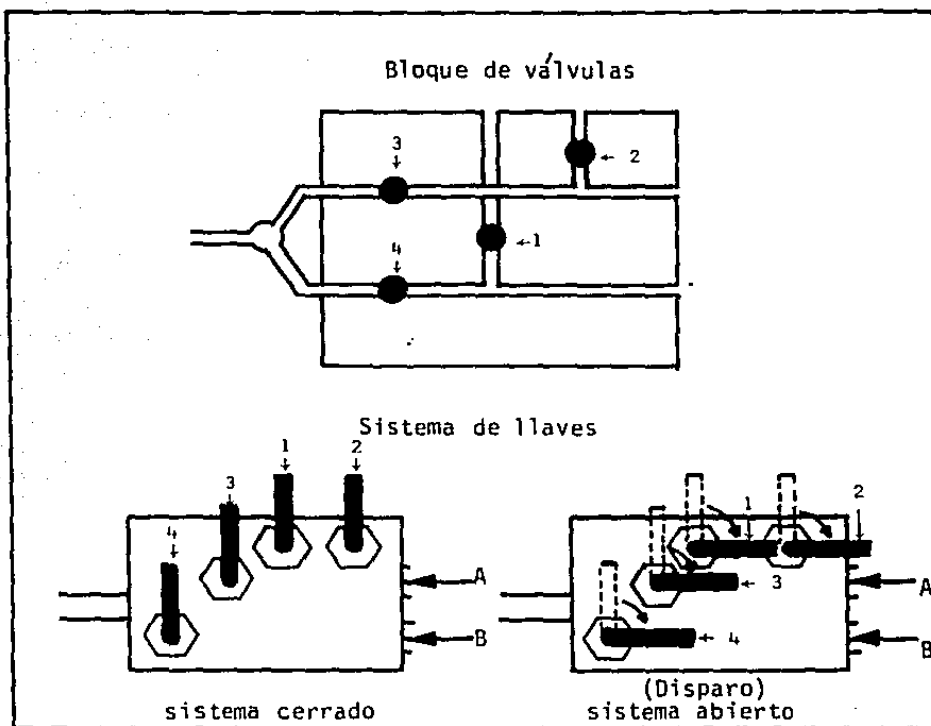 Bloque de válvulas
3
2
1
4
Sistema de llaves
1 2
3
4
A
B
sistema cerrado
1 2
3
4
A
B
(Disparo)
sistema abierto